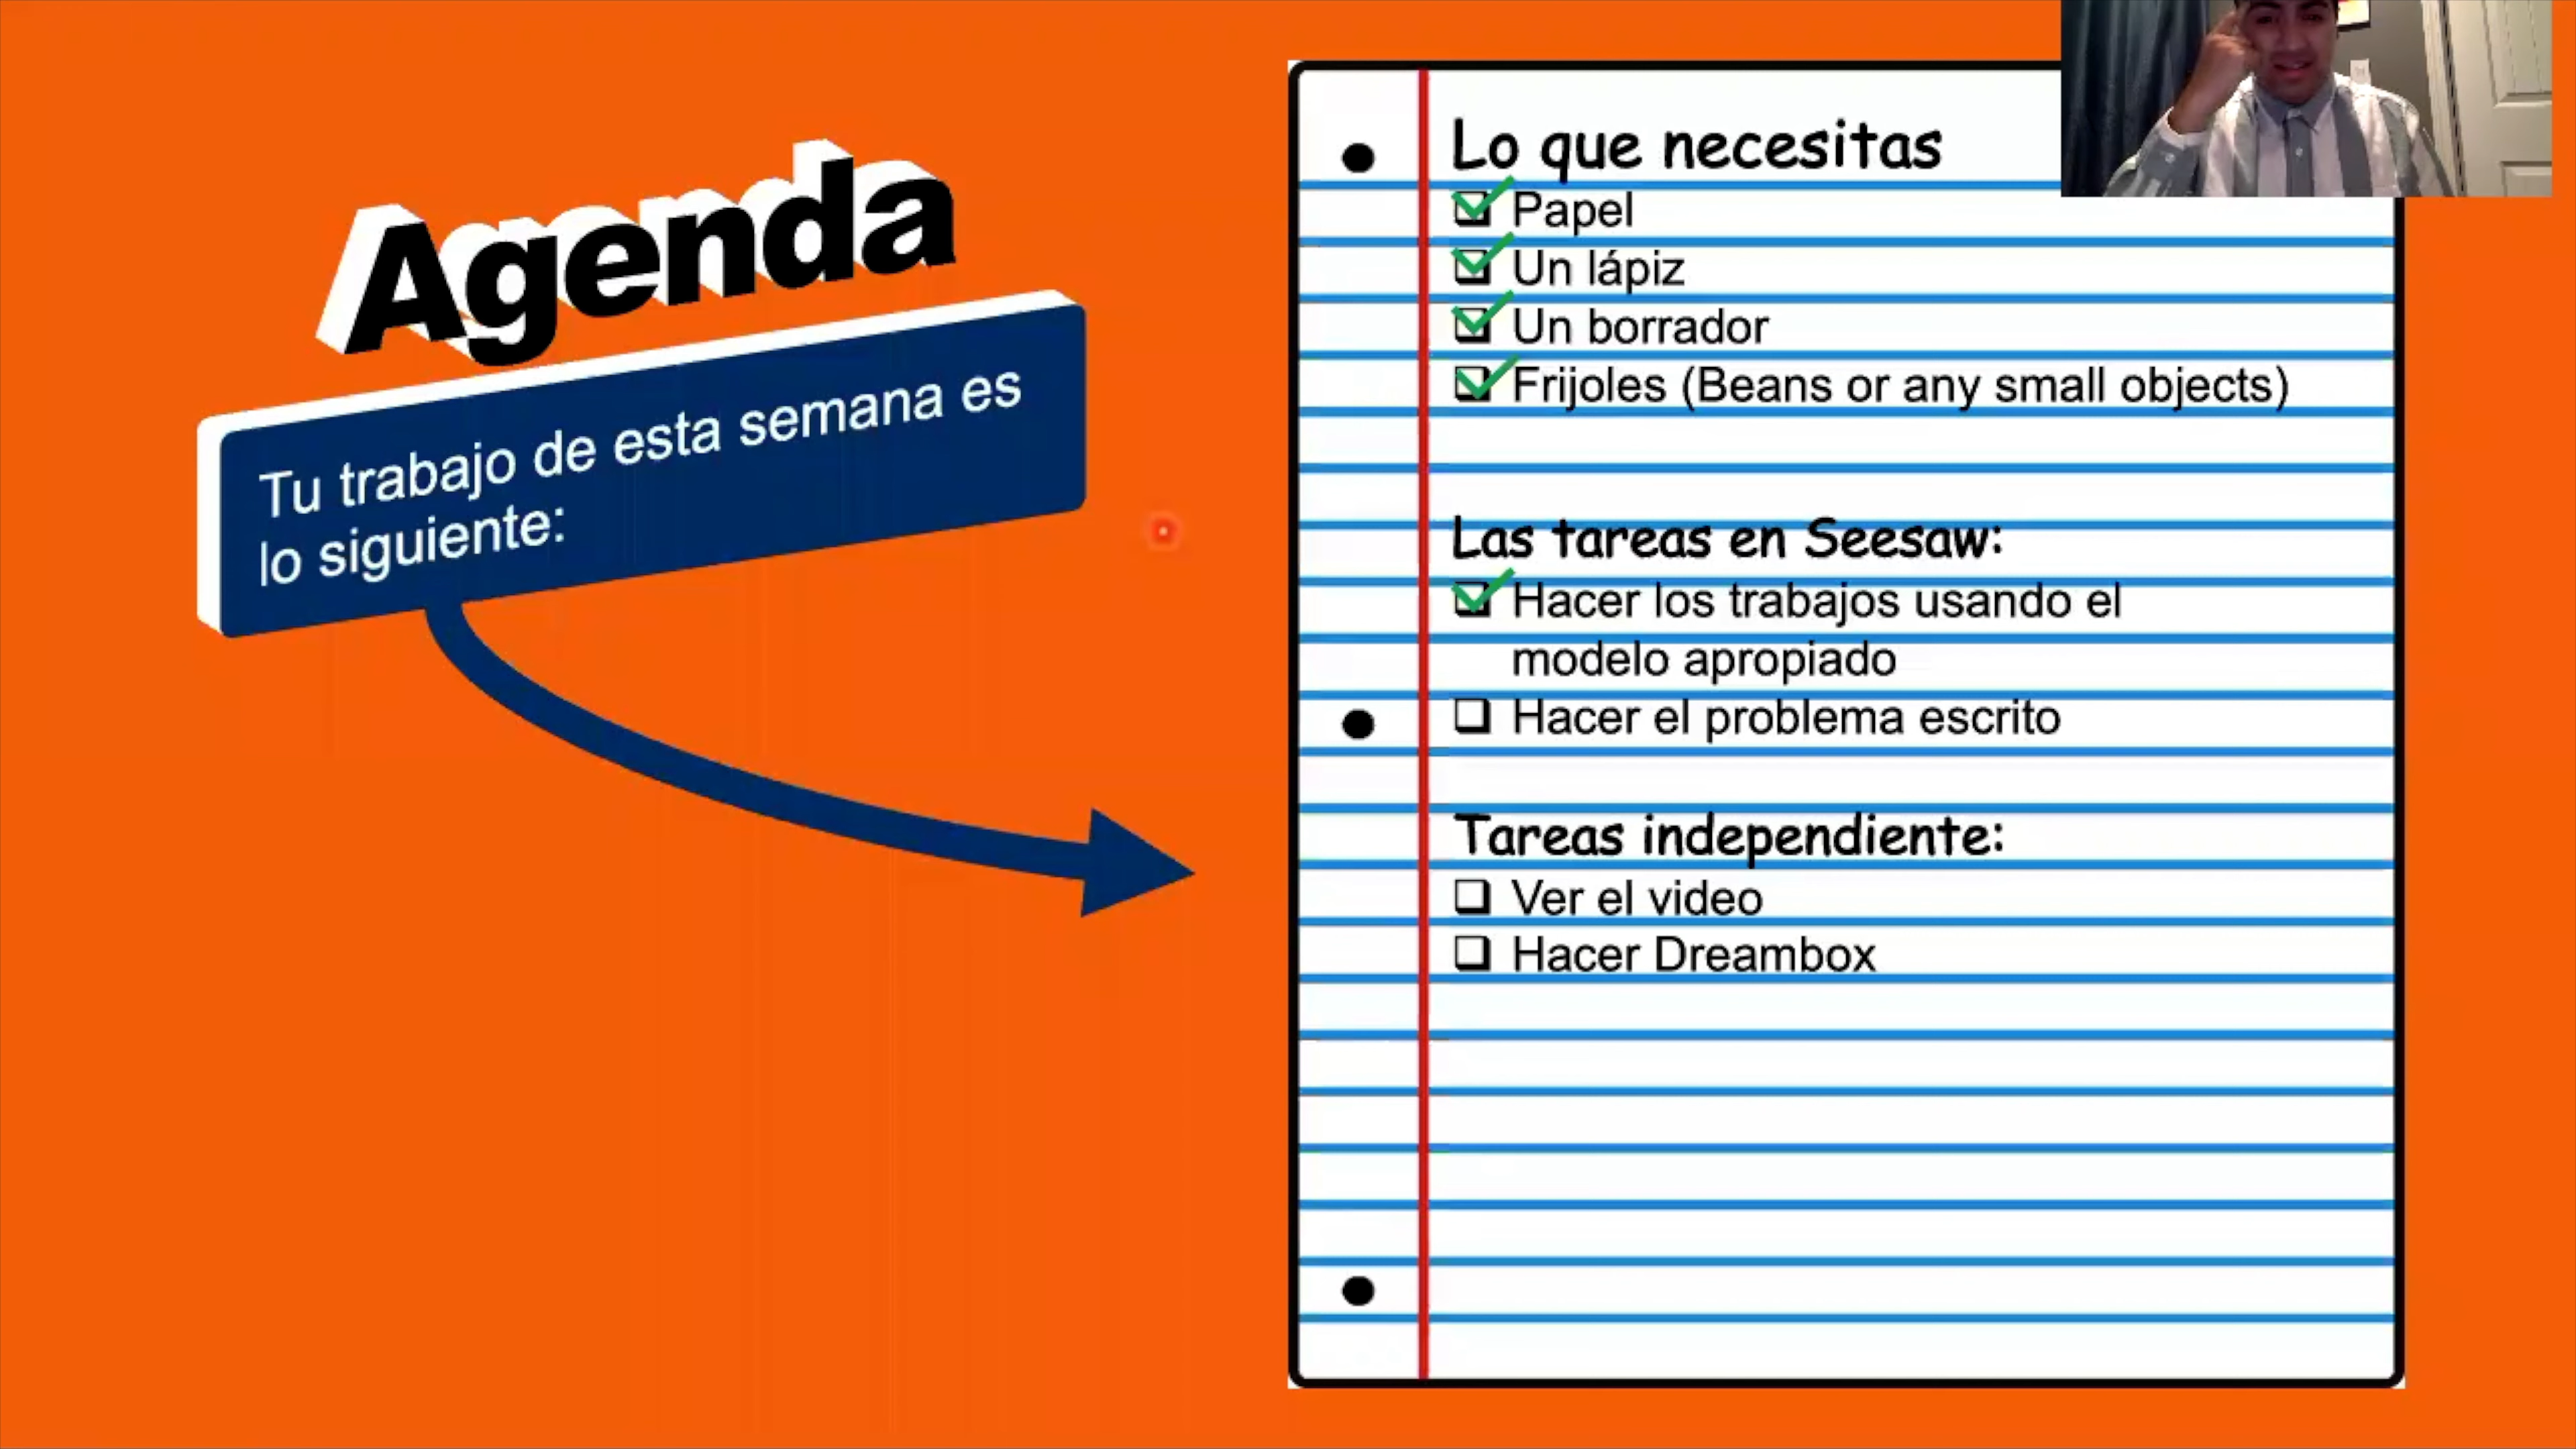 Agenda
Tu trabajo de esta semana es
lo siguiente:
Lo que necesitas
Papel
Un lápiz
Un borrador
Frijoles (Beans or any small objects)
Las tareas en Seesaw:
Hacer los trabajos usando el
modelo apropiado
Hacer el problema escrito
Tareas independiente:
Ver el video
Hacer Dreambox